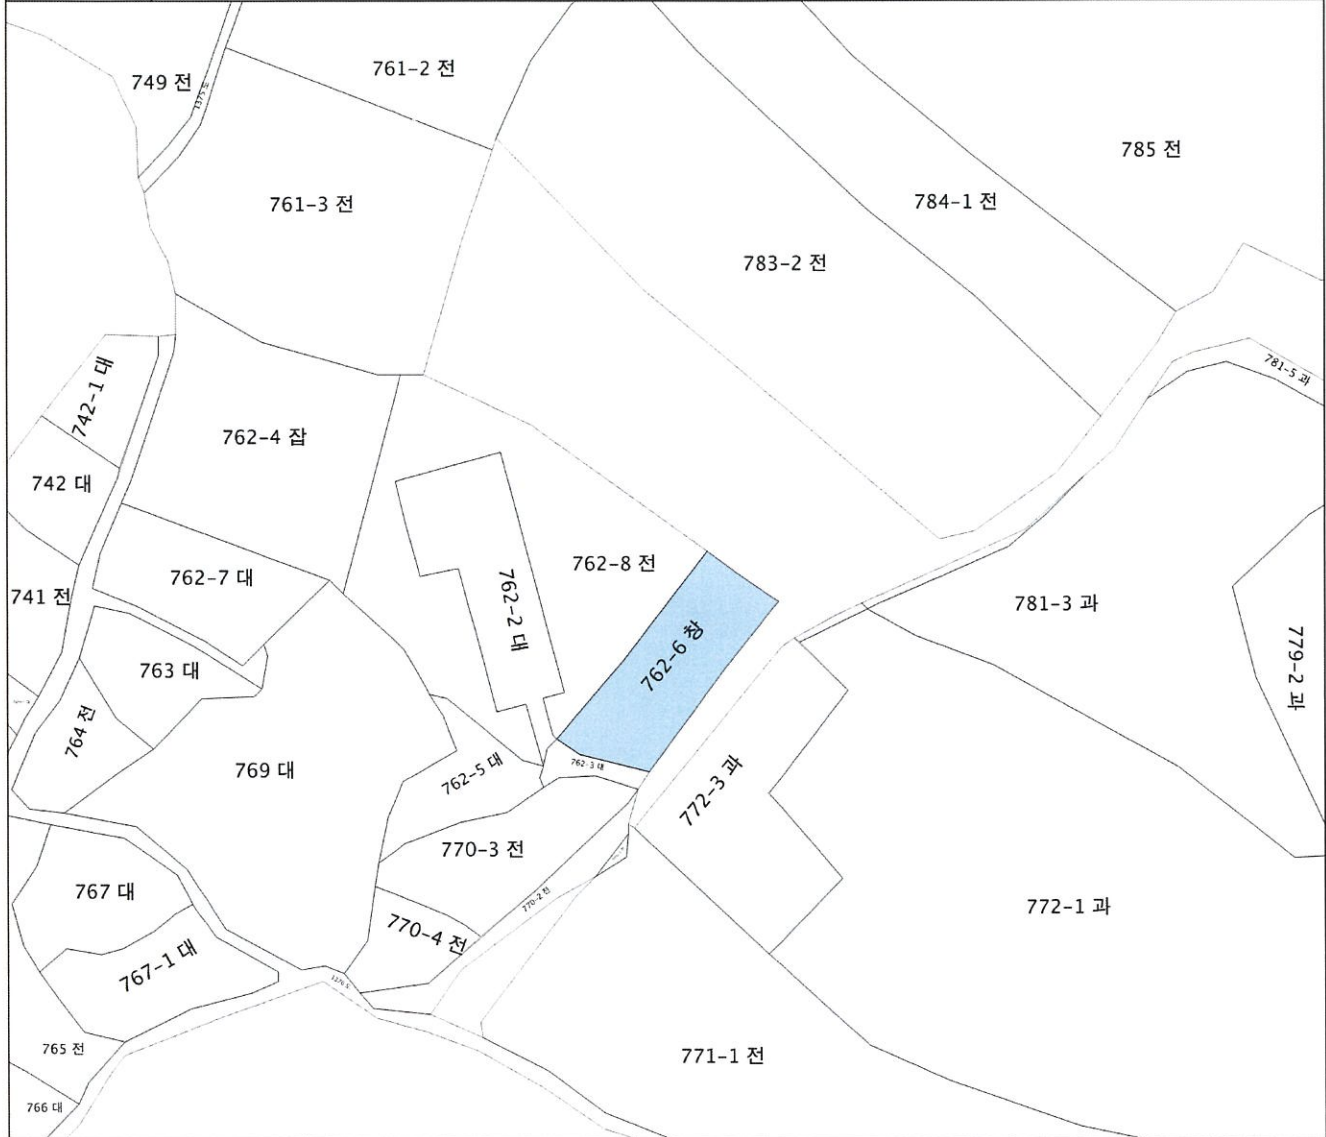 749 전
761-2 전
1375 도
785 전
761-3 전
784-1 전
783-2 전
781-5 과
742-1 대
762-4 잡
742 대
762-8 전
762-7 대
762-2 대
741 전
781-3 과
762-6 창
779-2 과
763 대
764 전
769 대
762-5 대
762-3 대
772-3 과
770-3 전
767 대
770-2 전
772-1 과
770-4 전
767-1 대
765 전
771-1 전
766 대